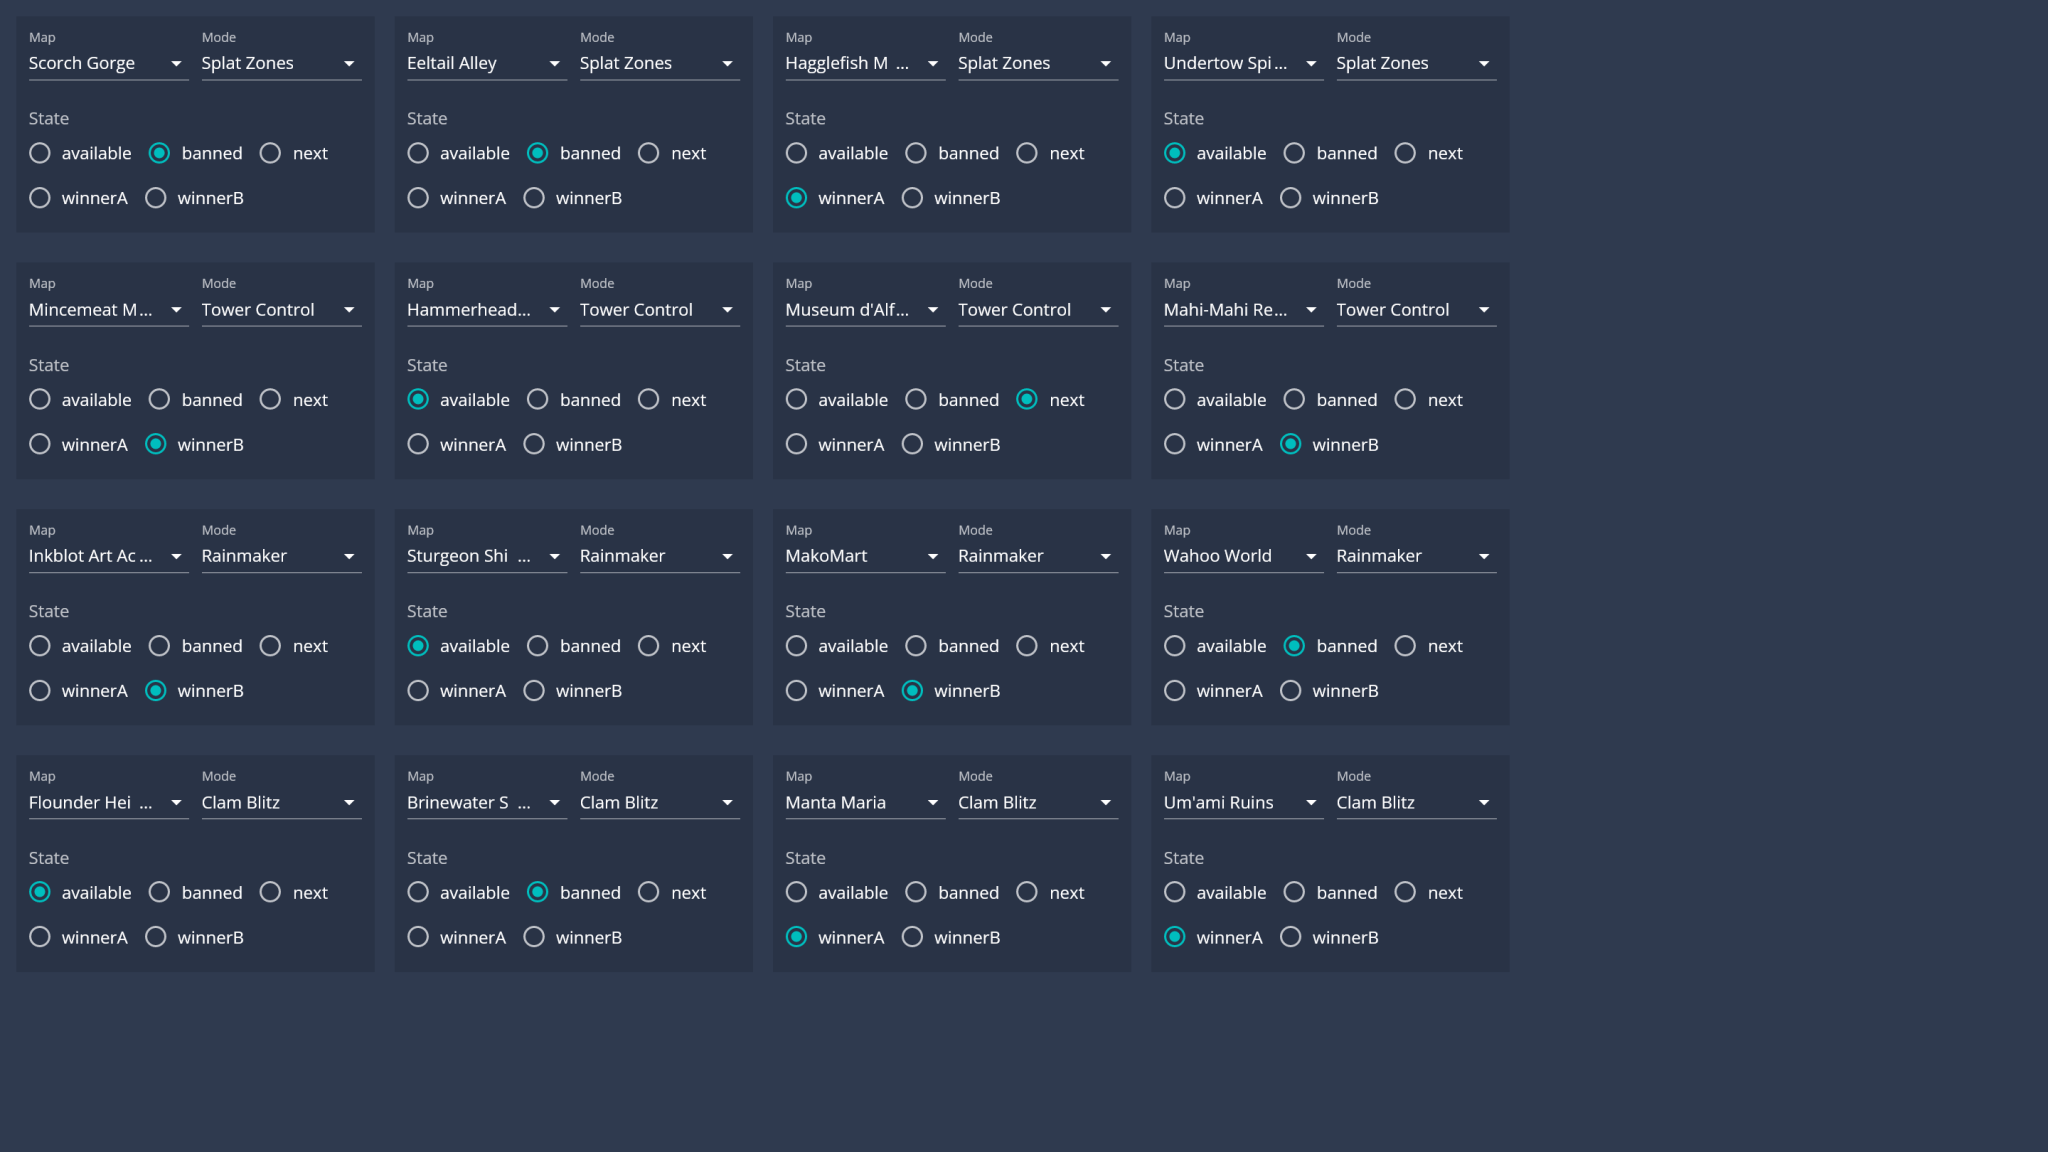 Map Mode Map Mode Map Mode Map Mode
Scorch Gorge Splat Zones Eeltail Alley Splat Zones Hagglefish M ... Splat Zones Undertow Spi... Splat Zones
State State State State
available banned next available banned next available banned next available banned next
winnerA winnerB winnerA winnerB winnerA winnerB winnerA winnerB
Map Mode Map Mode Map Mode Map Mode
Mincemeat M... Tower Control Hammerhead... Tower Control Museum d'Alf... Tower Control Mahi-Mahi Re... Tower Control
State State State State
available banned next available banned next available banned next available banned next
winnerA winnerB winnerA winnerB winnerA winnerB winnerA winnerB
Map Mode Map Mode Map Mode Map Mode
Inkblot Art Ac... Rainmaker Sturgeon Shi ... Rainmaker MakoMart Rainmaker Wahoo World Rainmaker
State State State State
available banned next available banned next available banned next available banned next
winnerA winnerB winnerA winnerB winnerA winnerB winnerA winnerB
Map Mode Map Mode Map Mode Map Mode
Flounder Hei ... Clam Blitz Brinewater S ... Clam Blitz Manta Maria Clam Blitz Um'ami Ruins Clam Blitz
State State State State
available banned next available banned next available banned next available banned next
winnerA winnerB winnerA winnerB winnerA winnerB winnerA winnerB